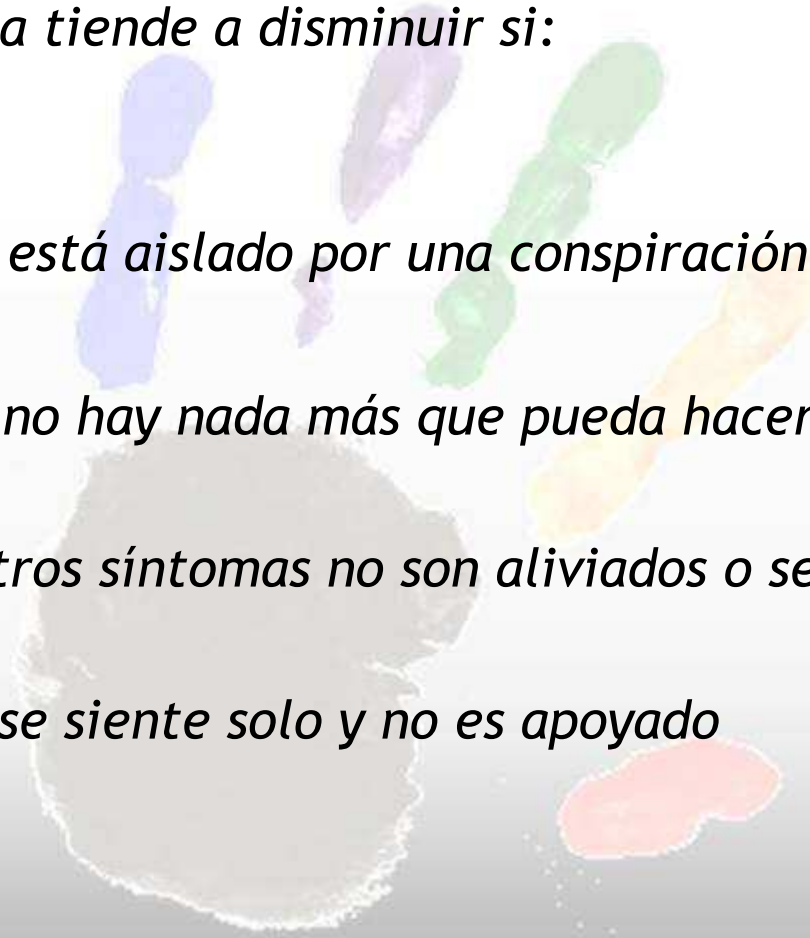 a tiende a disminuir si:
está aislado por una conspiración
no hay nada más que pueda hacer
tros síntomas no son aliviados o se
se siente solo y no es apoyado